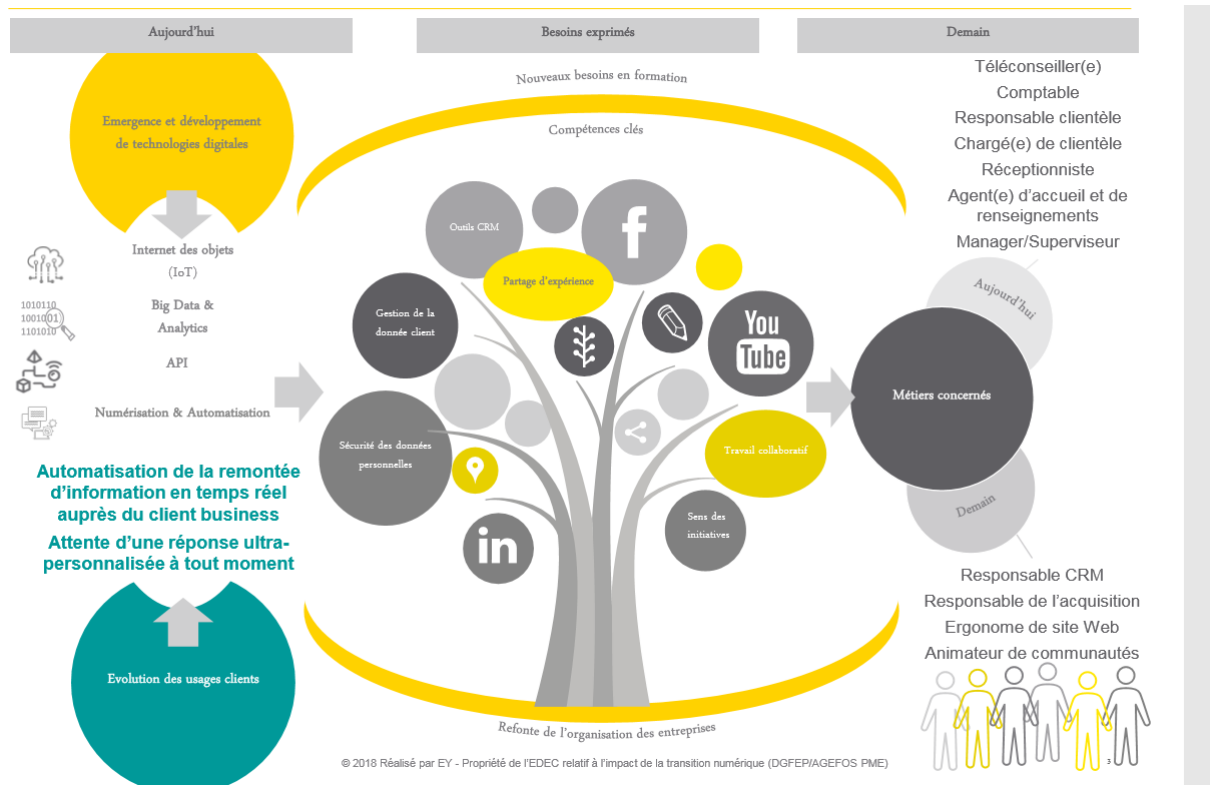 Aujourd'hui
Besoins exprimés
Demain
Emergence et développement
de technologies digitales
Internet des objets
(IoT)
1010110
1001001
1101010
Big Data &
Analytics
API
Numérisation & Automatisation
Automatisation de la remontée
d'information en temps réel
auprès du client business
Attente d'une réponse ultra-
personnalisée à tout moment
Evolution des usages clients
Nouveaux besoins en formation
Compétences clés
Outils CRM
f
Partage d'expérience
Gestion de la
donnée client
You
Tube
Sécurité des données
personnelles
Travail collaboratif
in
Sens des
initiatives
Refonte de l'organisation des entreprises
Téléconseiller(e)
Comptable
Responsable clientèle
Chargé(e) de clientèle
Réceptionniste
Agent(e) d'accueil et de
renseignements
Manager/Superviseur
Aujourd'hui
Métiers concernés
Demain
Responsable CRM
Responsable de l'acquisition
Ergonome de site Web
Animateur de communautés
© 2018 Réalisé par EY - Propriété de l'EDEC relatif à l'impact de la transition numérique (DGFEP/AGEFOS PME)